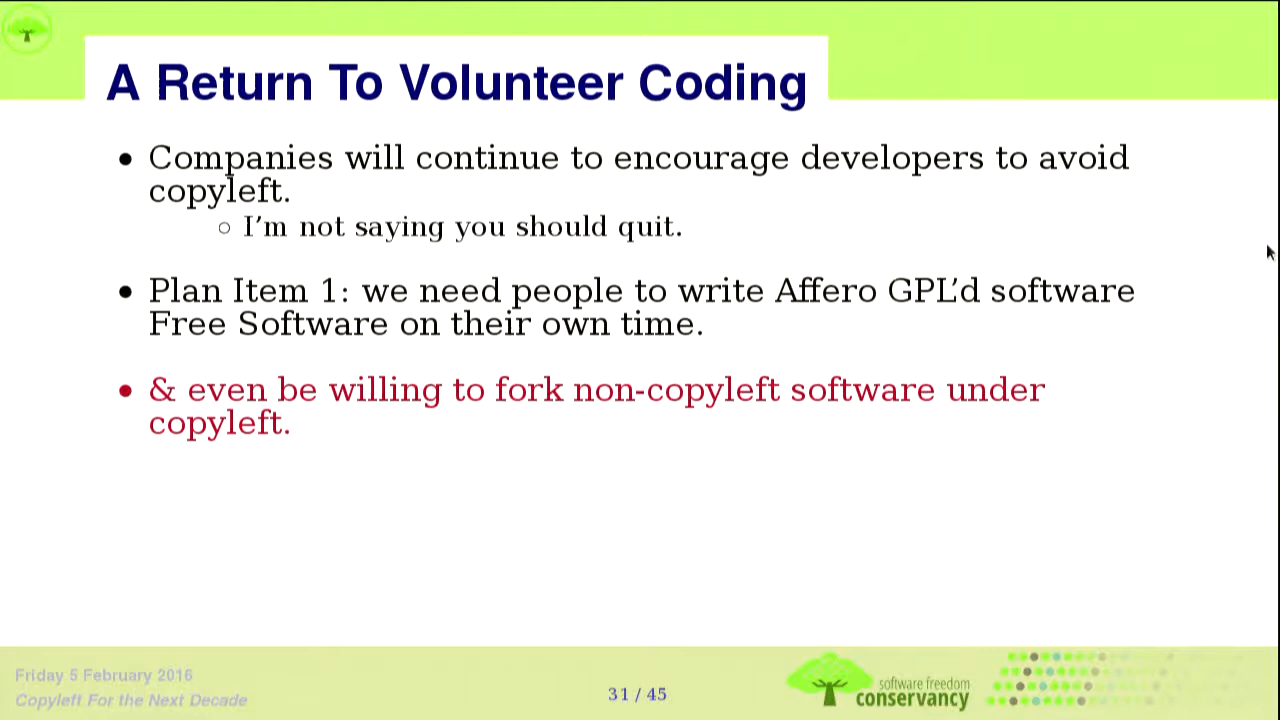 A Return To Volunteer Coding
• Companies will continue to encourage developers to avoid
copyleft.
◦ I’m not saying you should quit.
• Plan Item 1: we need people to write Affero GPL’d software
Free Software on their own time.
• & even be willing to fork non-copyleft software under
copyleft.
Friday 5 February 2016
Copyleft For the Next Decade
31 / 45
software freedom
conservancy